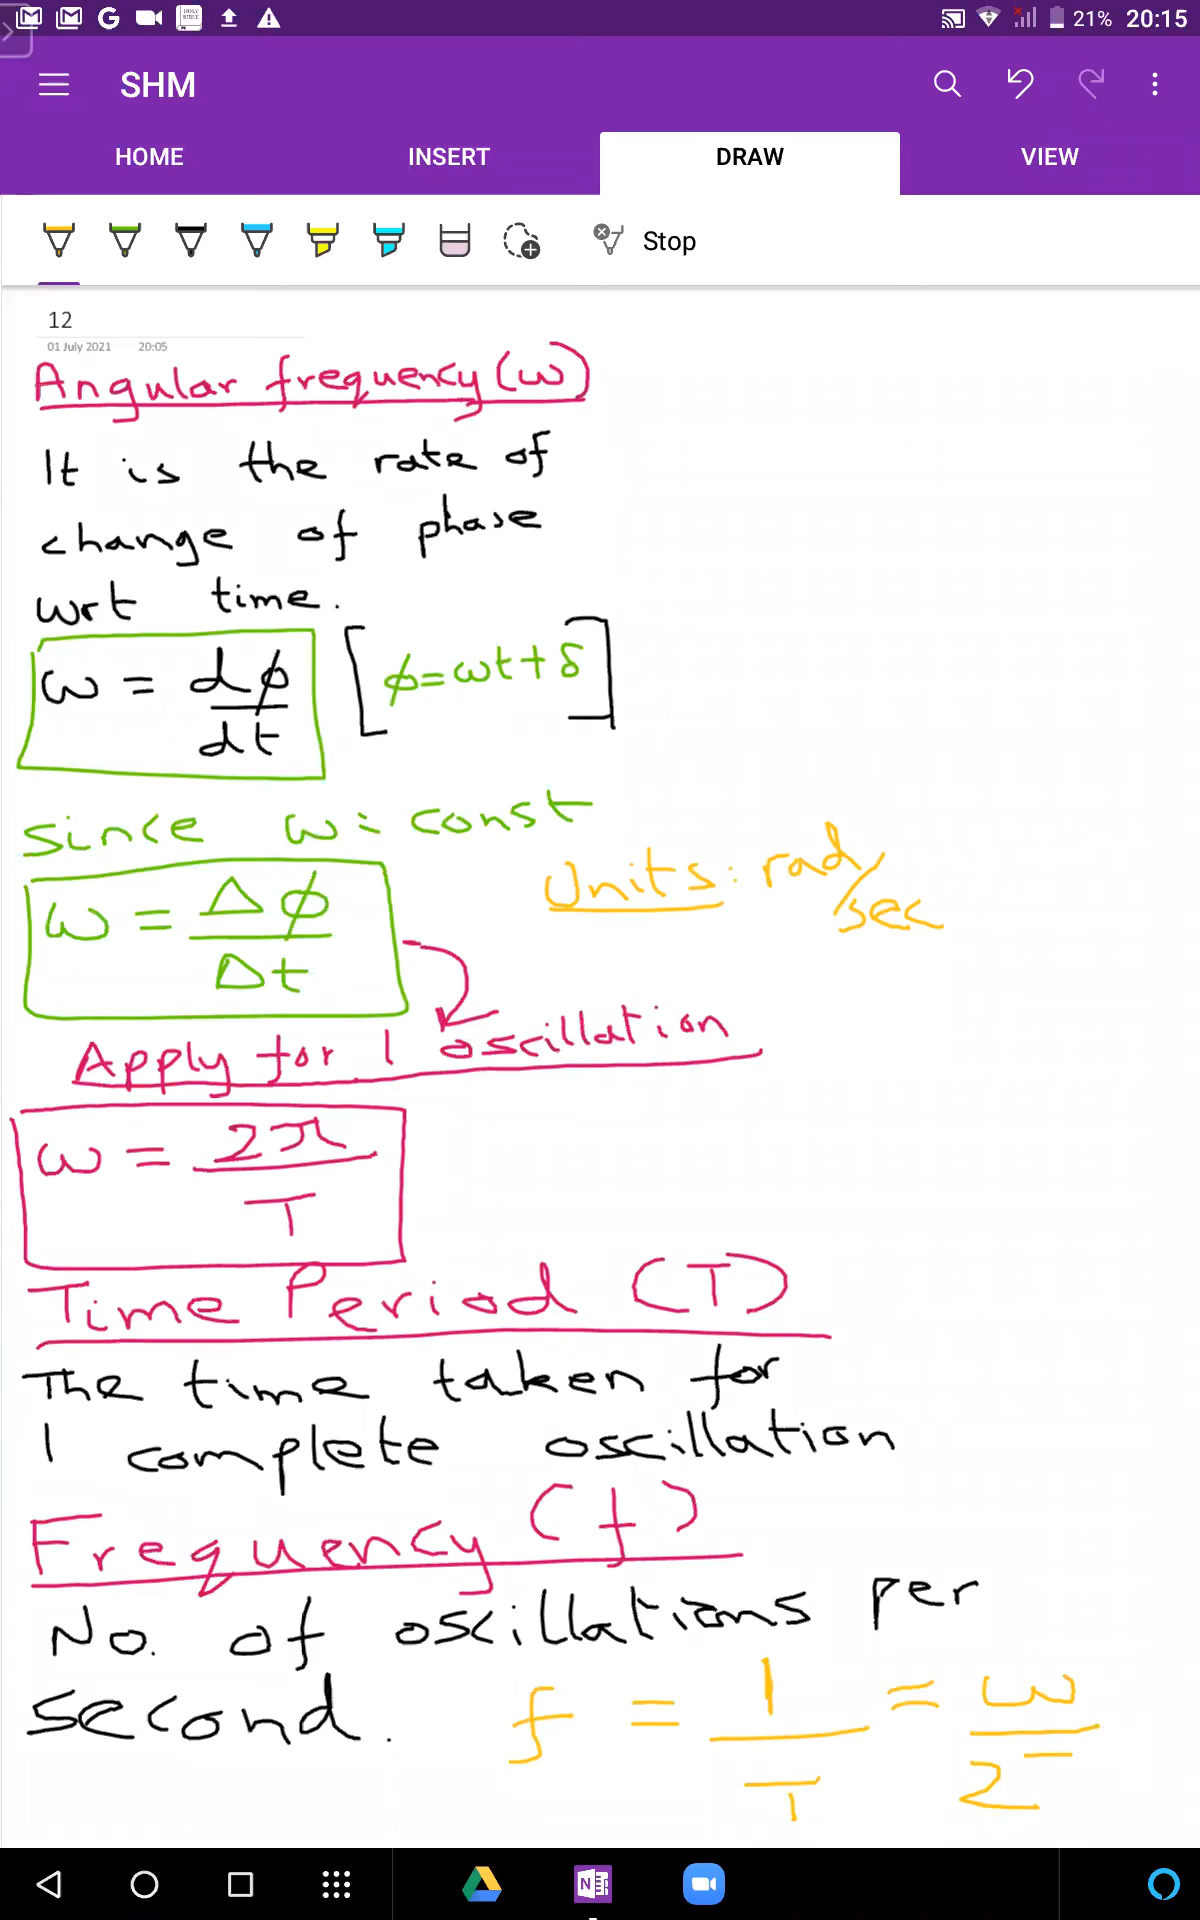 21% 20:15
SHM
HOME INSERT DRAW VIEW
Stop
12
01 July 2021 20:05
Angular frequency (ω)
It is the rate of
change of phase
wrt time.
ω = dϕ/dt [ϕ=ωt+δ]
since ω = const
ω = Δϕ/Δt
Units: rad/sec
Apply for 1 oscillation
ω = 2π/T
Time Period (T)
The time taken for
1 complete oscillation
Frequency (f)
No. of oscillations per
second. f = 1/T = ω/2